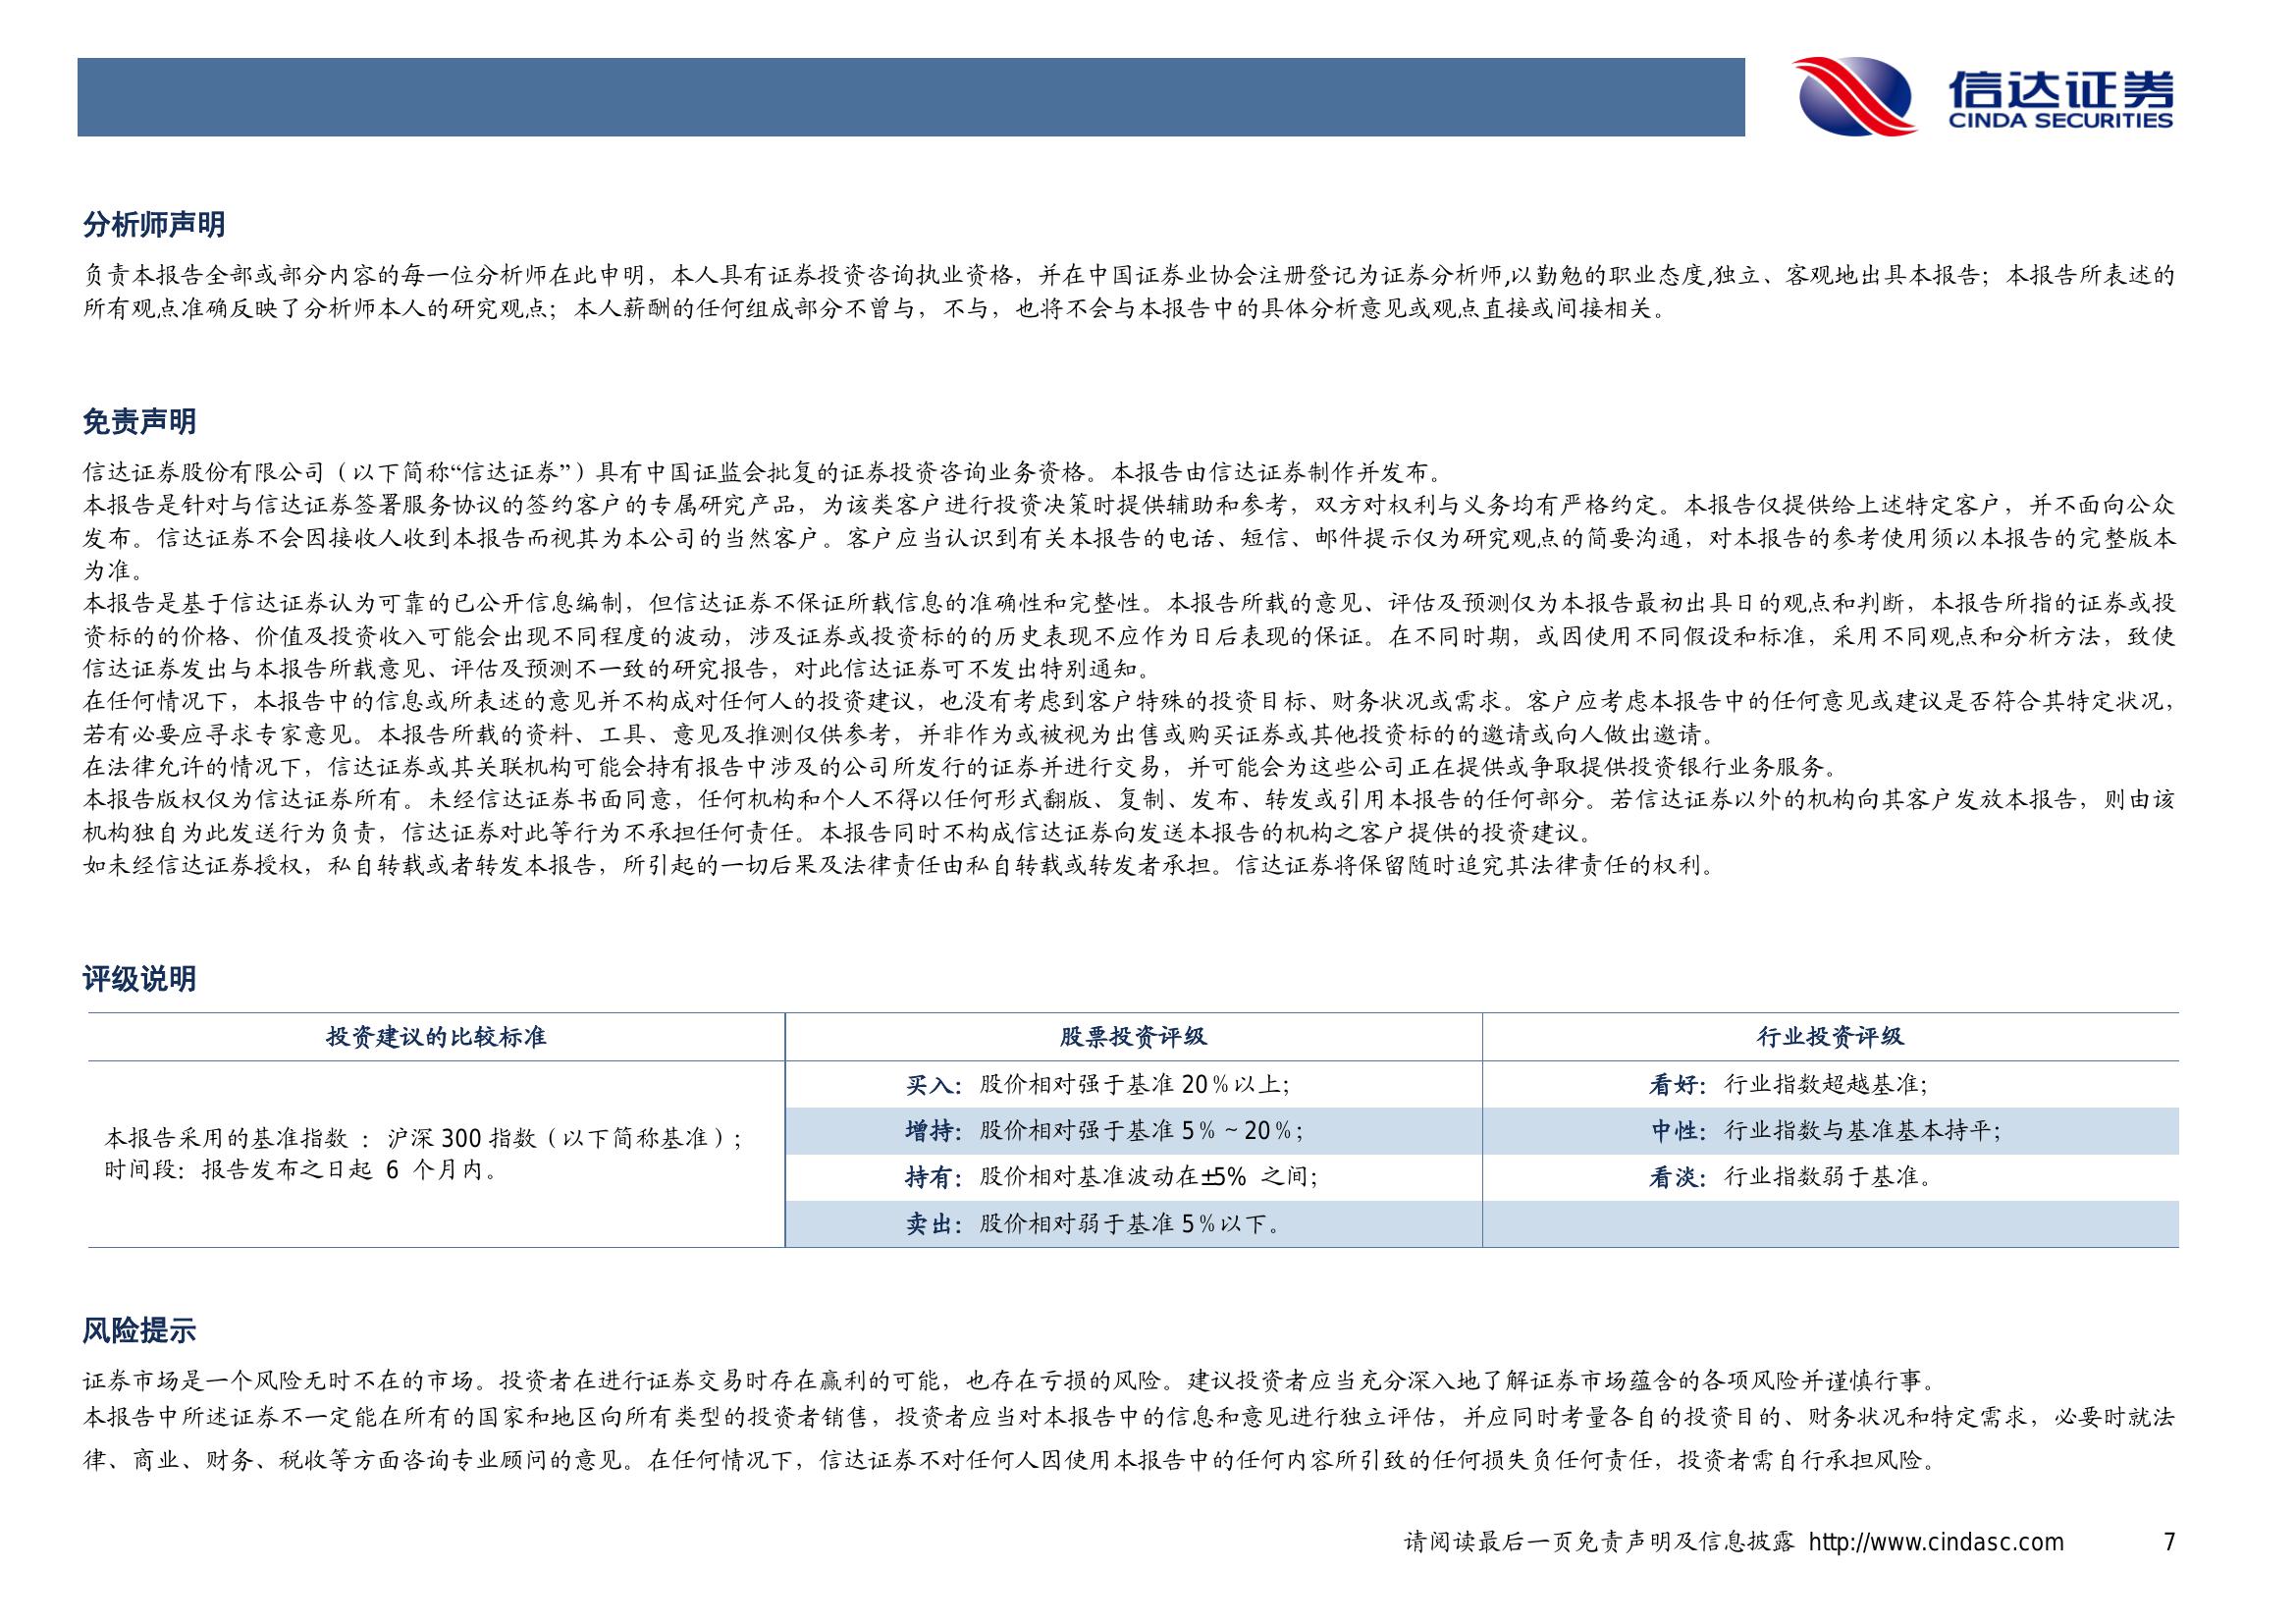 信达证券
CINDA SECURITIES
分析师声明
负责本报告全部或部分内容的每一位分析师在此申明，本人具有证券投资咨询执业资格，并在中国证券业协会注册登记为证券分析师,以勤勉的职业态度,独立、客观地出具本报告；本报告所表述的
所有观点准确反映了分析师本人的研究观点；本人薪酬的任何组成部分不曾与，不与，也将不会与本报告中的具体分析意见或观点直接或间接相关。
免责声明
信达证券股份有限公司（以下简称“信达证券”）具有中国证监会批复的证券投资咨询业务资格。本报告由信达证券制作并发布。
本报告是针对与信达证券签署服务协议的签约客户的专属研究产品，为该类客户进行投资决策时提供辅助和参考，双方对权利与义务均有严格约定。本报告仅提供给上述特定客户，并不面向公众
发布。信达证券不会因接收人收到本报告而视其为本公司的当然客户。客户应当认识到有关本报告的电话、短信、邮件提示仅为研究观点的简要沟通，对本报告的参考使用须以本报告的完整版本
为准。
本报告是基于信达证券认为可靠的已公开信息编制，但信达证券不保证所载信息的准确性和完整性。本报告所载的意见、评估及预测仅为本报告最初出具日的观点和判断，本报告所指的证券或投
资标的的价格、价值及投资收入可能会出现不同程度的波动，涉及证券或投资标的的历史表现不应作为日后表现的保证。在不同时期，或因使用不同假设和标准，采用不同观点和分析方法，致使
信达证券发出与本报告所载意见、评估及预测不一致的研究报告，对此信达证券可不发出特别通知。
在任何情况下，本报告中的信息或所表述的意见并不构成对任何人的投资建议，也没有考虑到客户特殊的投资目标、财务状况或需求。客户应考虑本报告中的任何意见或建议是否符合其特定状况，
若有必要应寻求专家意见。本报告所载的资料、工具、意见及推测仅供参考，并非作为或被视为出售或购买证券或其他投资标的的邀请或向人做出邀请。
在法律允许的情况下，信达证券或其关联机构可能会持有报告中涉及的公司所发行的证券并进行交易，并可能会为这些公司正在提供或争取提供投资银行业务服务。
本报告版权仅为信达证券所有。未经信达证券书面同意，任何机构和个人不得以任何形式翻版、复制、发布、转发或引用本报告的任何部分。若信达证券以外的机构向其客户发放本报告，则由该
机构独自为此发送行为负责，信达证券对此等行为不承担任何责任。本报告同时不构成信达证券向发送本报告的机构之客户提供的投资建议。
如未经信达证券授权，私自转载或者转发本报告，所引起的一切后果及法律责任由私自转载或转发者承担。信达证券将保留随时追究其法律责任的权利。
评级说明
投资建议的比较标准 股票投资评级 行业投资评级
买入：股价相对强于基准 20％以上； 看好：行业指数超越基准；
增持：股价相对强于基准 5％～20％； 中性：行业指数与基准基本持平；
本报告采用的基准指数 ：沪深 300 指数（以下简称基准）；
时间段：报告发布之日起 6 个月内。
持有：股价相对基准波动在±5% 之间； 看淡：行业指数弱于基准。
卖出：股价相对弱于基准 5％以下。
风险提示
证券市场是一个风险无时不在的市场。投资者在进行证券交易时存在赢利的可能，也存在亏损的风险。建议投资者应当充分深入地了解证券市场蕴含的各项风险并谨慎行事。
本报告中所述证券不一定能在所有的国家和地区向所有类型的投资者销售，投资者应当对本报告中的信息和意见进行独立评估，并应同时考量各自的投资目的、财务状况和特定需求，必要时就法
律、商业、财务、税收等方面咨询专业顾问的意见。在任何情况下，信达证券不对任何人因使用本报告中的任何内容所引致的任何损失负任何责任，投资者需自行承担风险。
请阅读最后一页免责声明及信息披露 http://www.cindasc.com 7